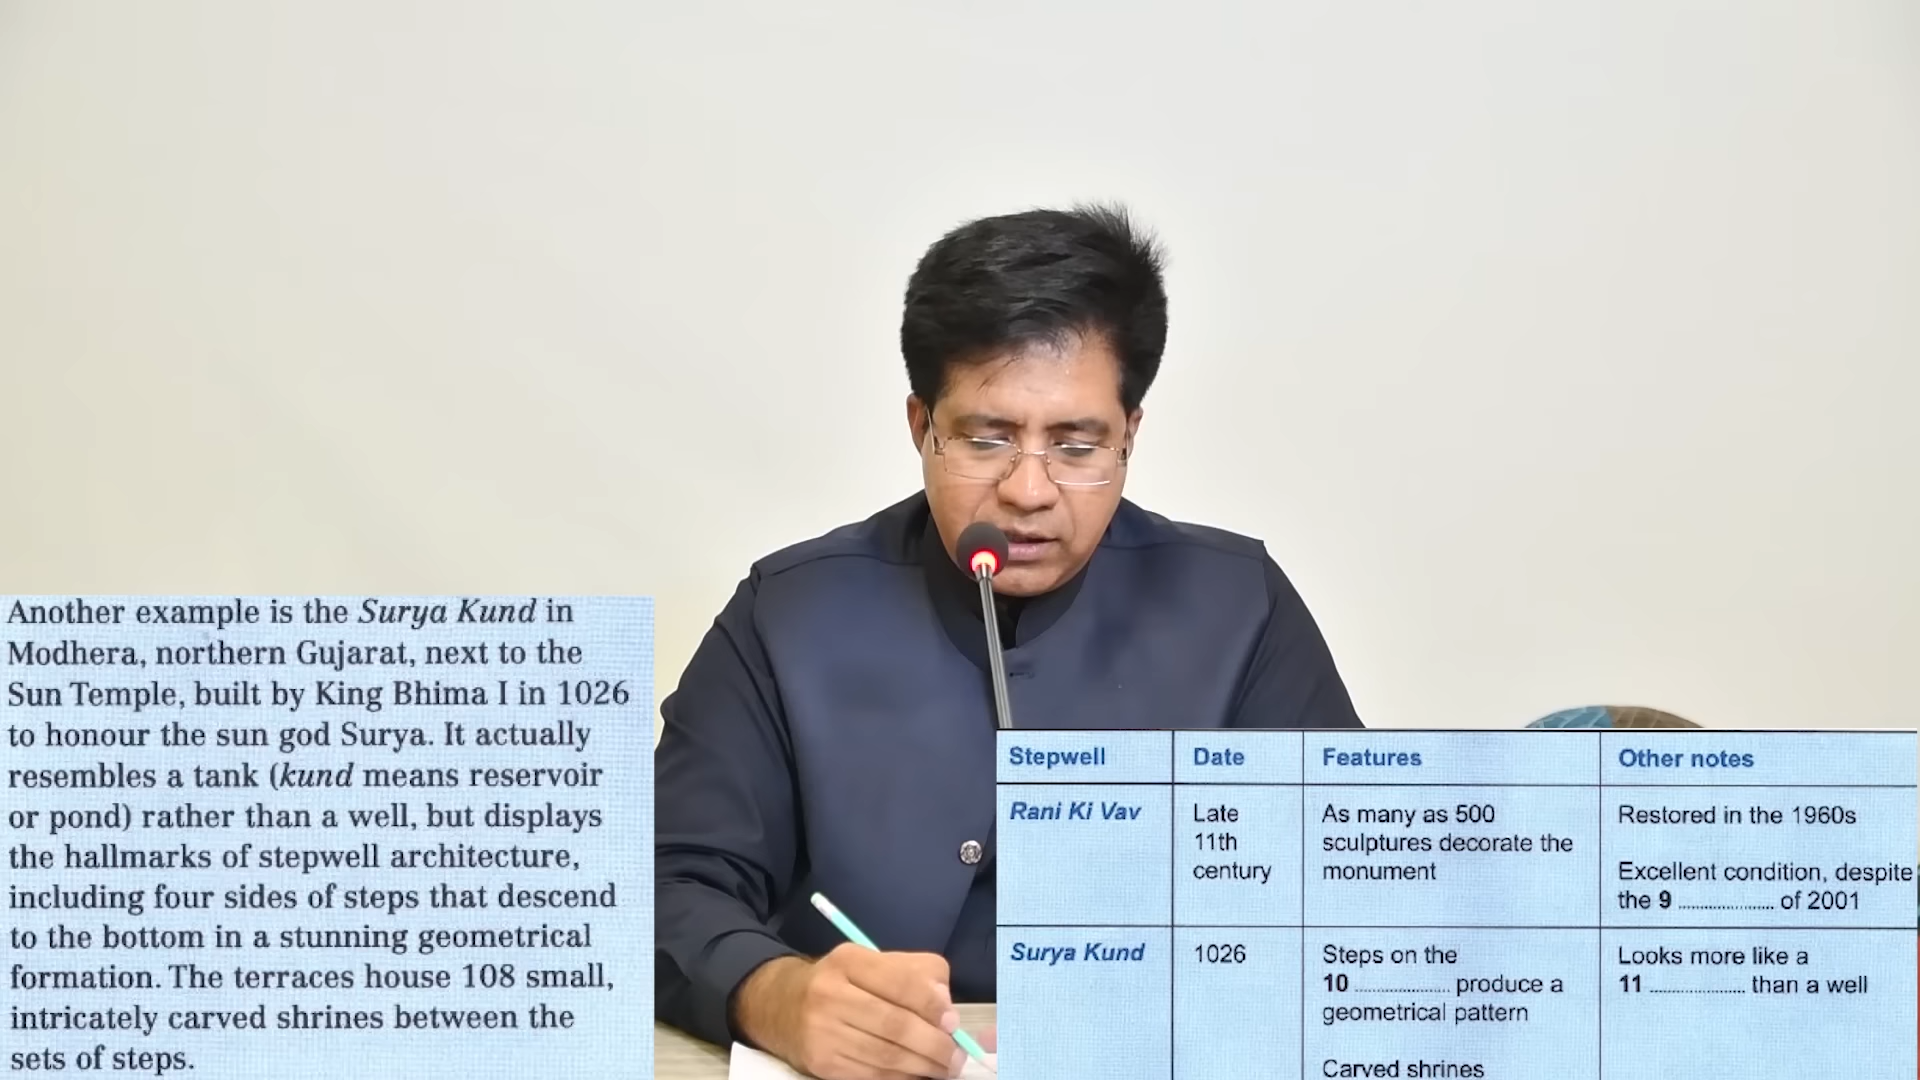 Another example is the Surya Kund in
Modhera, northern Gujarat, next to the
Sun Temple, built by King Bhima I in 1026
to honour the sun god Surya. It actually
resembles a tank (kund means reservoir
or pond) rather than a well, but displays
the hallmarks of stepwell architecture,
including four sides of steps that descend
to the bottom in a stunning geometrical
formation. The terraces house 108 small,
intricately carved shrines between the
sets of steps.
Stepwell Date Features Other notes
Rani Ki Vav
Late
11th
century
As many as 500
sculptures decorate the
monument
Restored in the 1960s
Excellent condition, despite
the 9 ...................... of 2001
Surya Kund
1026
Steps on the
10 ...................... produce a
geometrical pattern
Carved shrines
Looks more like a
11 ...................... than a well